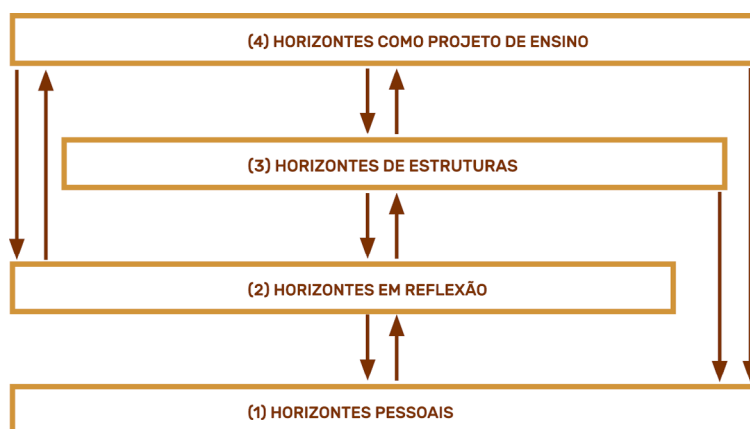 (4) HORIZONTES COMO PROJETO DE ENSINO
(3) HORIZONTES DE ESTRUTURAS
(2) HORIZONTES EM REFLEXÃO
(1) HORIZONTES PESSOAIS